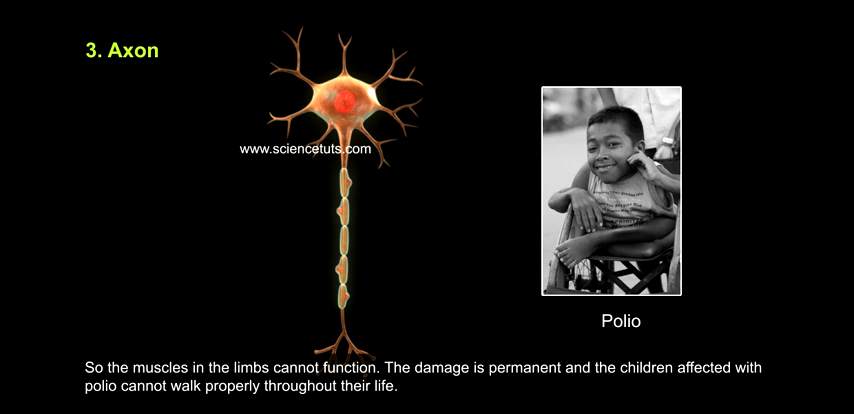 3. Axon
www.sciencetuts.com
Polio
So the muscles in the limbs cannot function. The damage is permanent and the children affected with
polio cannot walk properly throughout their life.